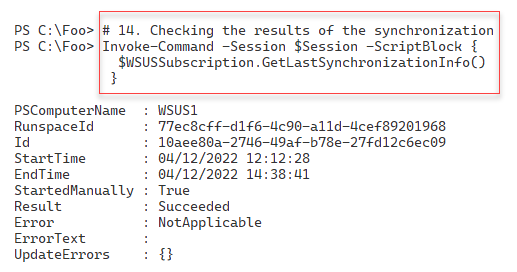 PS C:\Foo> # 14. Checking the results of the synchronization
PS C:\Foo> Invoke-Command -Session $Session -ScriptBlock {
$WSUSSubscription.GetLastSynchronizationInfo()
}
PSComputerName : WSUS1
RunspaceId : 77ec8cff-d1f6-4c90-a11d-4cef89201968
Id : 10aee80a-2746-49af-b78e-27fd12c6ec09
StartTime : 04/12/2022 12:12:28
EndTime : 04/12/2022 14:38:41
StartedManually : True
Result : Succeeded
Error : NotApplicable
ErrorText :
UpdateErrors : {}